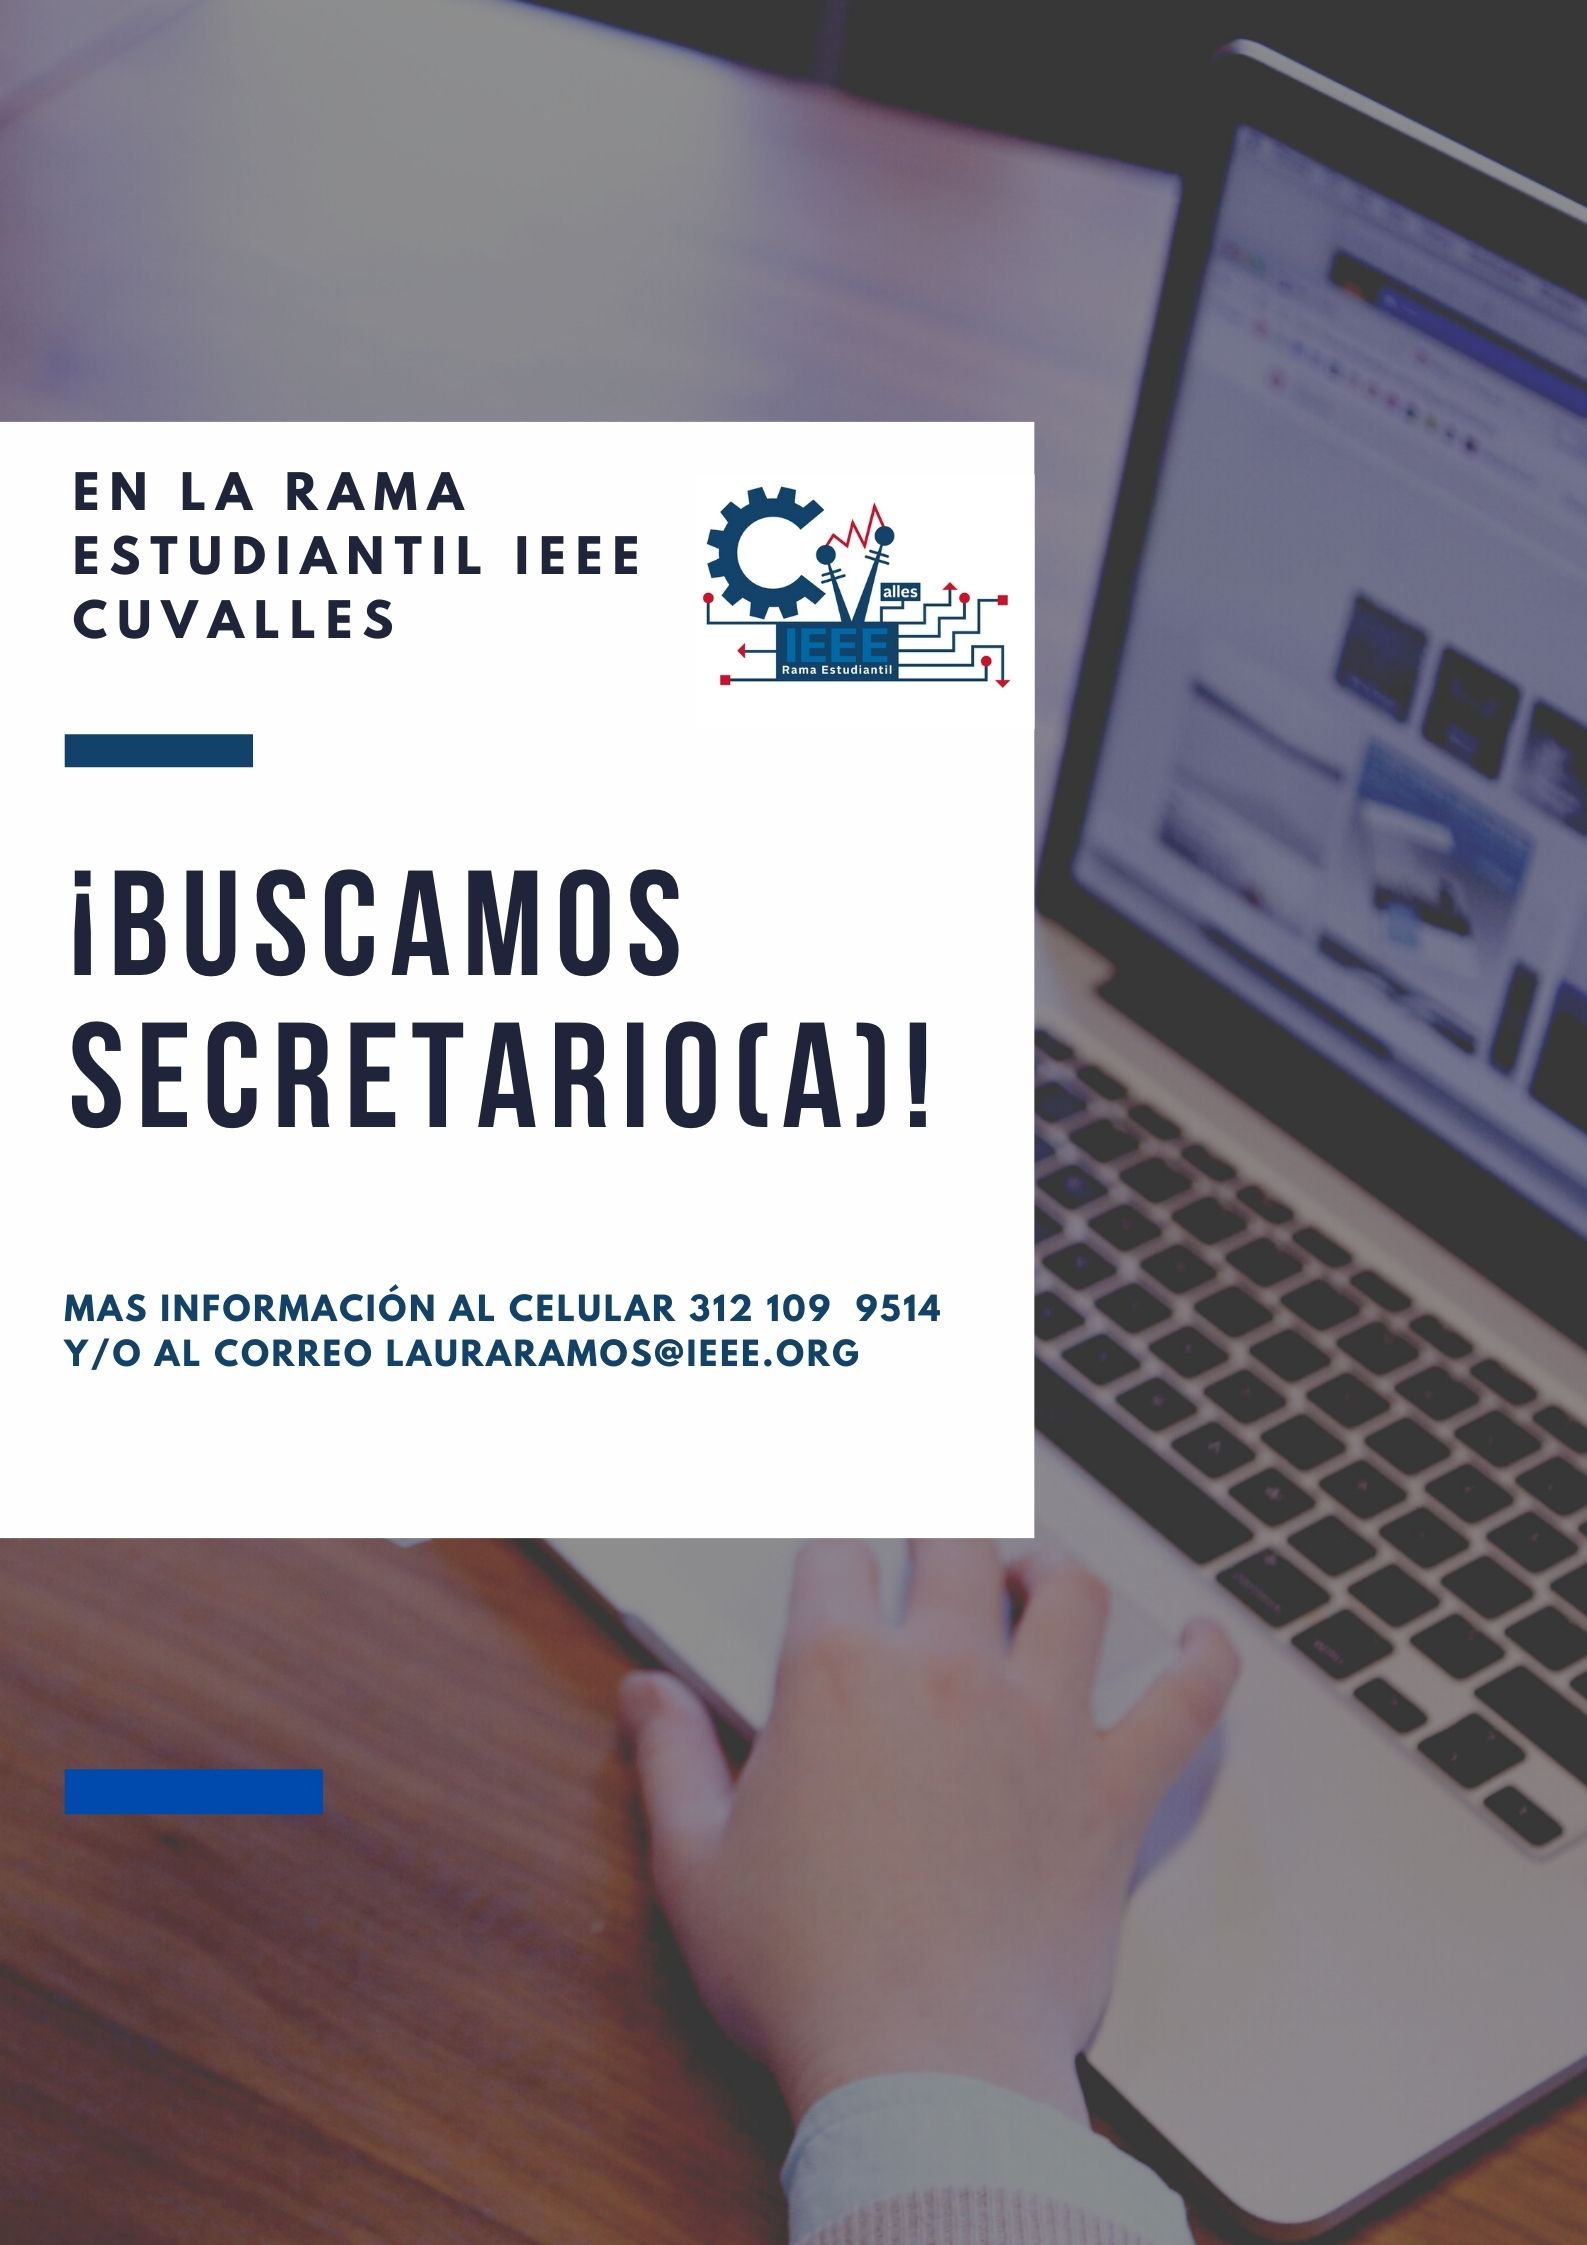 EN LA RAMA
ESTUDIANTIL IEEE
CUVALLES
alles
IEEE
Rama Estudiantil
¡BUSCAMOS
SECRETARIO(A)!
MAS INFORMACIÓN AL CELULAR 312 109 9514
Y/O AL CORREO LAURARAMOS@IEEE.ORG